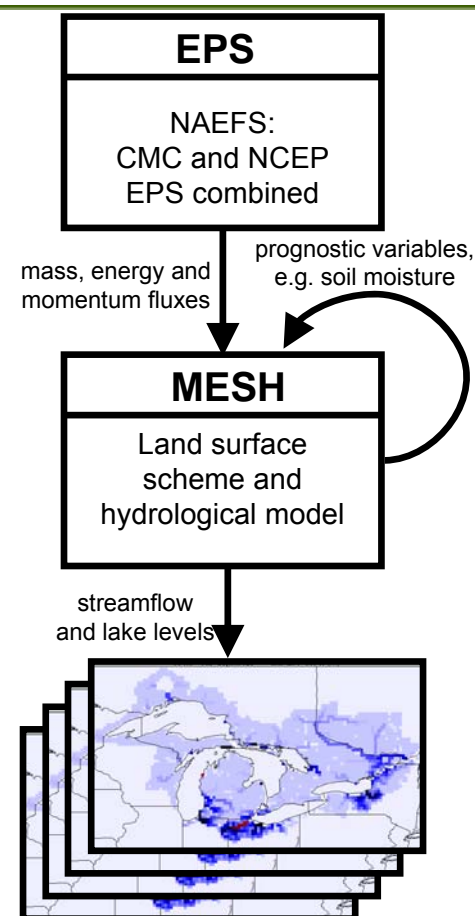 EPS
NAEFS:
CMC and NCEP
EPS combined
prognostic variables,
e.g. soil moisture
mass, energy and
momentum fluxes
MESH
Land surface
scheme and
hydrological model
streamflow
and lake levels